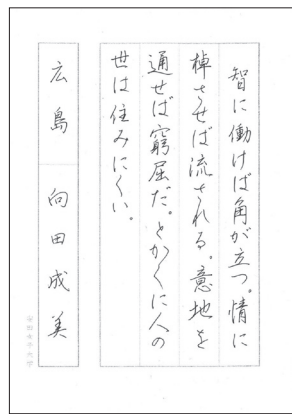 智に働けば角が立つ。情に
棹させば流される。意地を
通せば窮屈だ。とかくに人の
世は住みにくい。
広島 向田成美